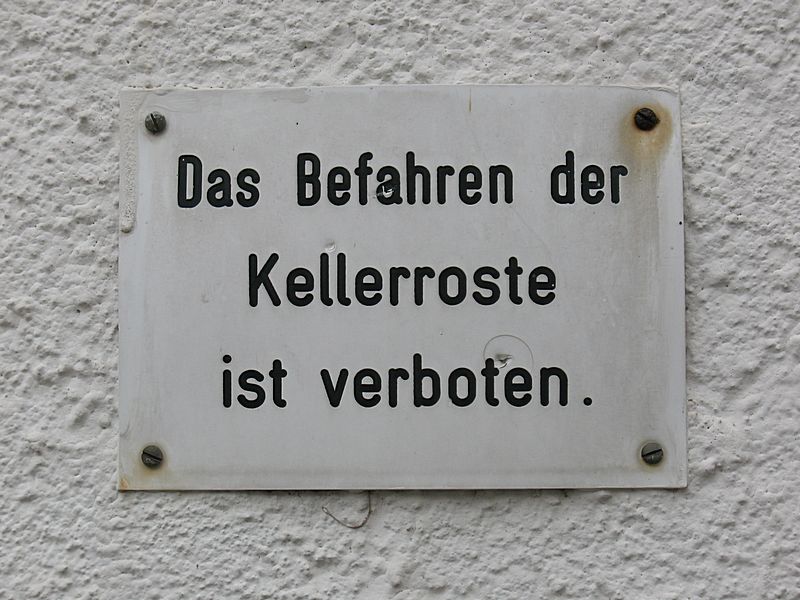 Das Befahren der
Kellerroste
ist verboten.